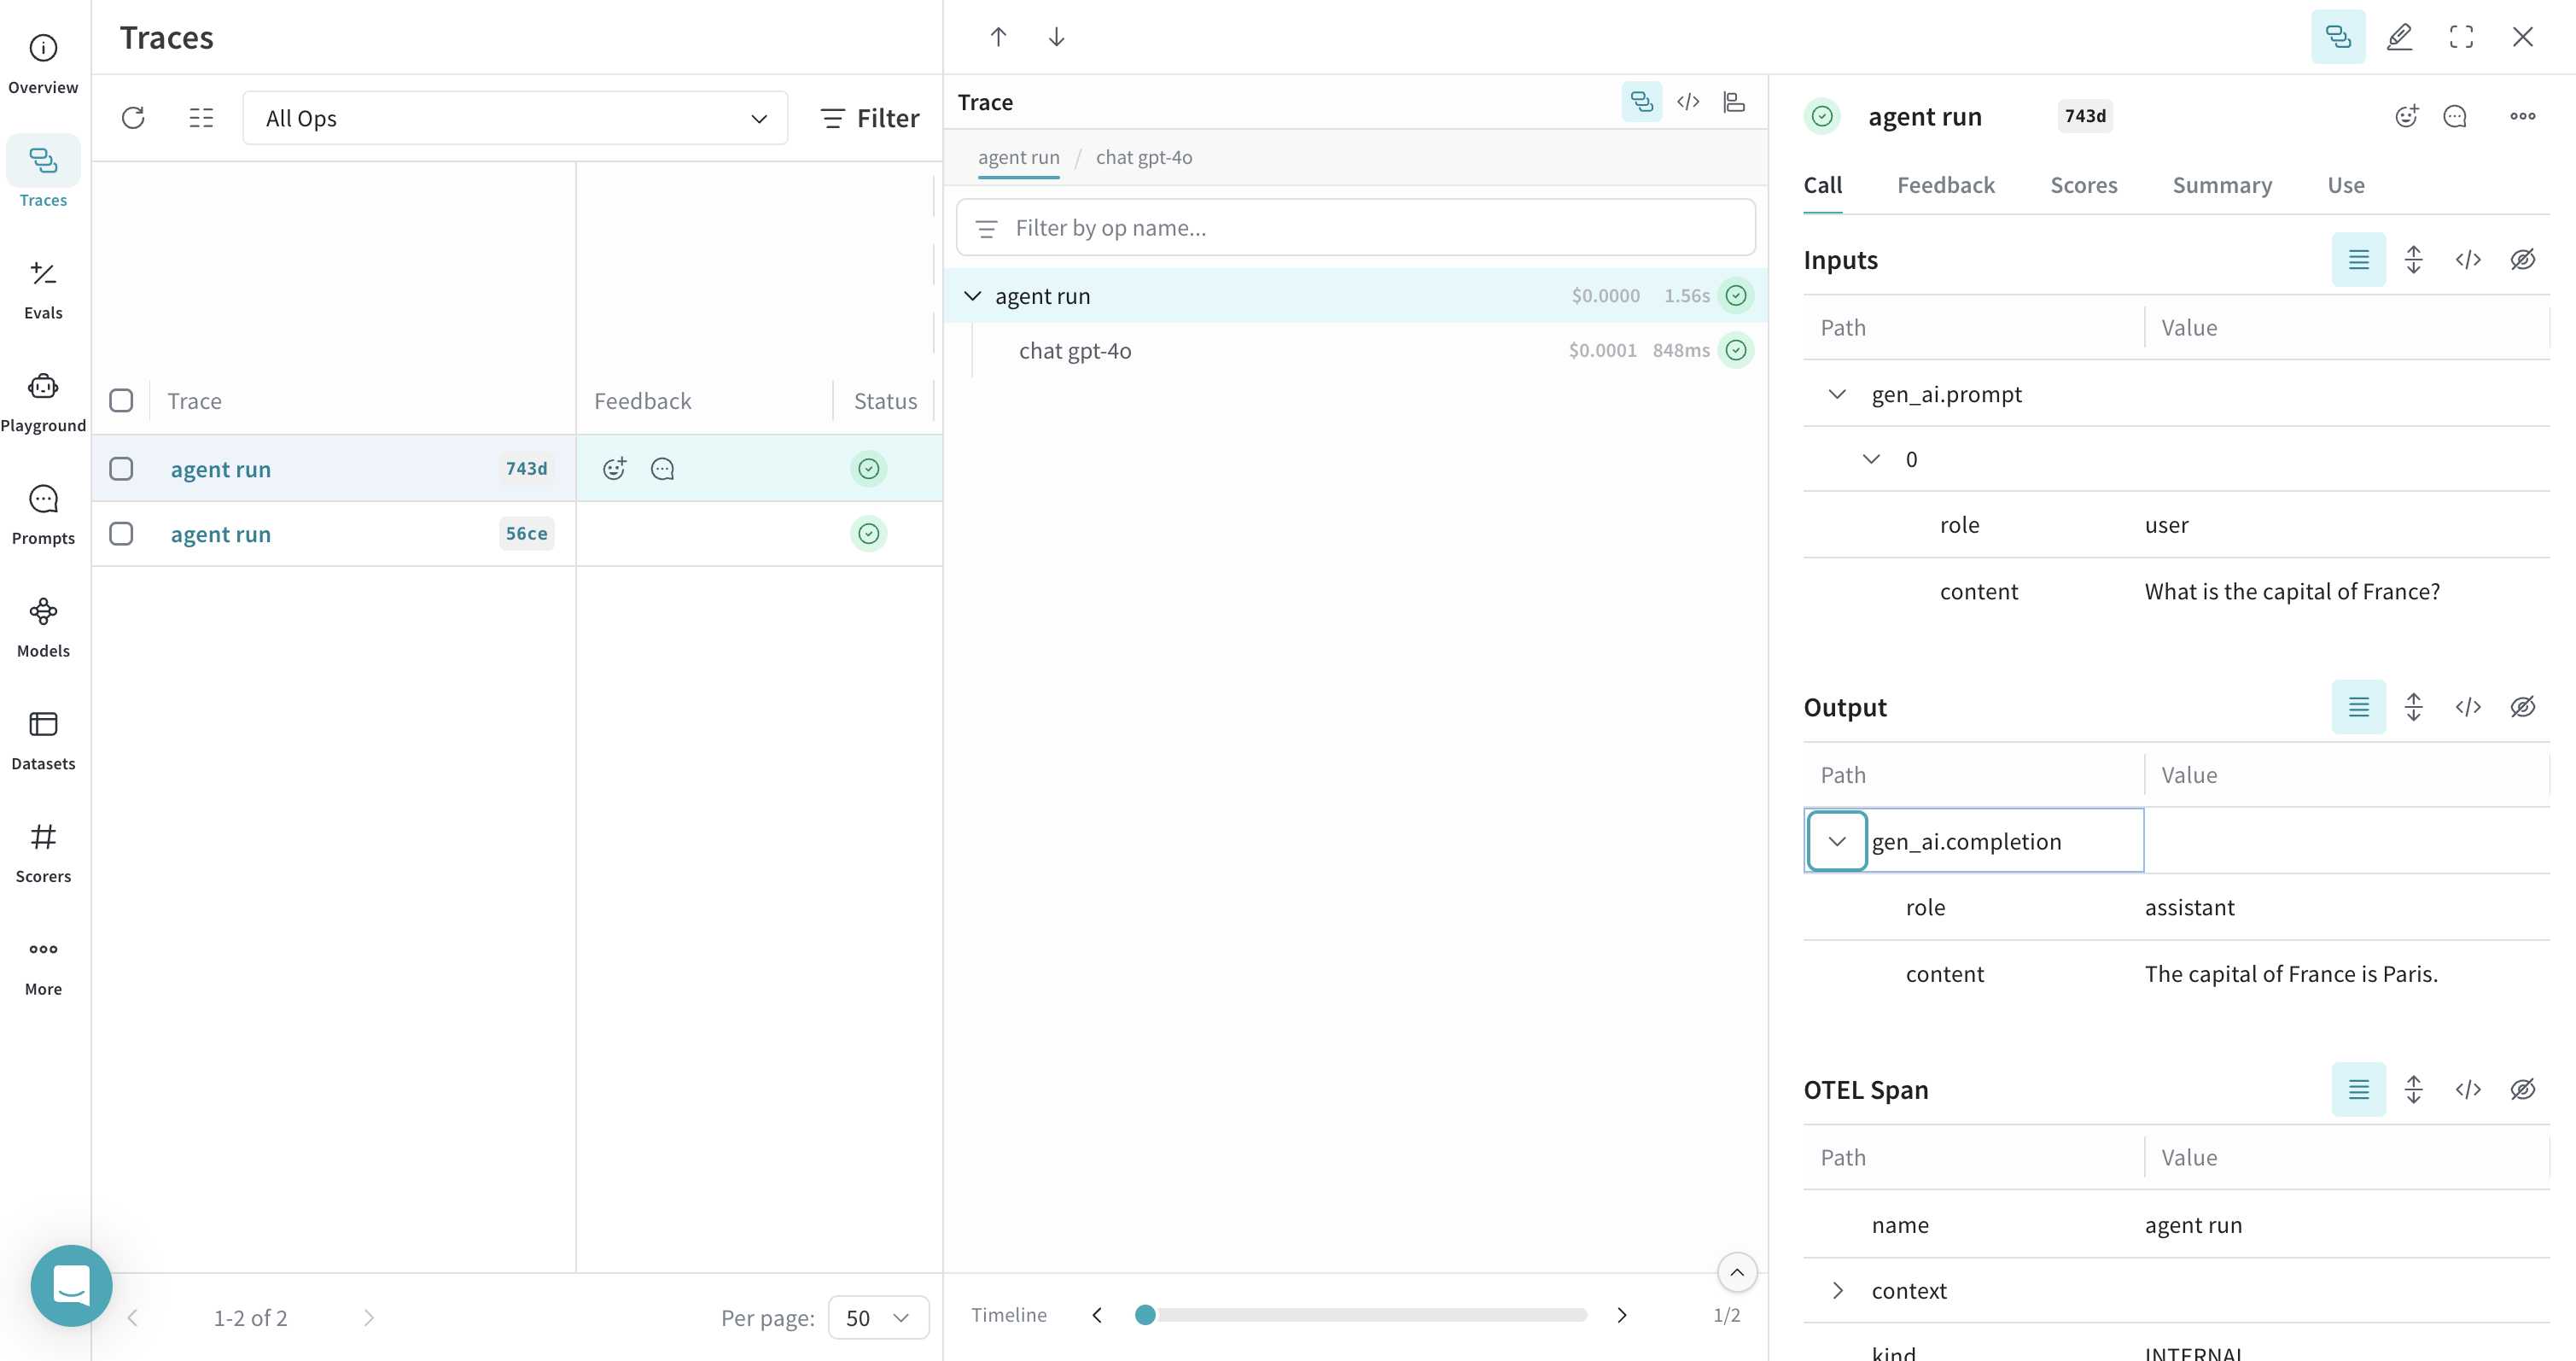 Overview
Traces
Evals
Playground
Prompts
Models
Datasets
Scorers
More
Traces
All Ops
Filter
Trace Feedback Status
agent run 743d
agent run 56ce
1-2 of 2
Per page: 50
Trace
agent run / chat gpt-4o
Filter by op name...
agent run $0.0000 1.56s
chat gpt-4o $0.0001 848ms
Timeline 1/2
agent run 743d
Call Feedback Scores Summary Use
Inputs
Path Value
gen_ai.prompt
0
role user
content What is the capital of France?
Output
Path Value
gen_ai.completion
role assistant
content The capital of France is Paris.
OTEL Span
Path Value
name agent run
context
kind INTERNAL